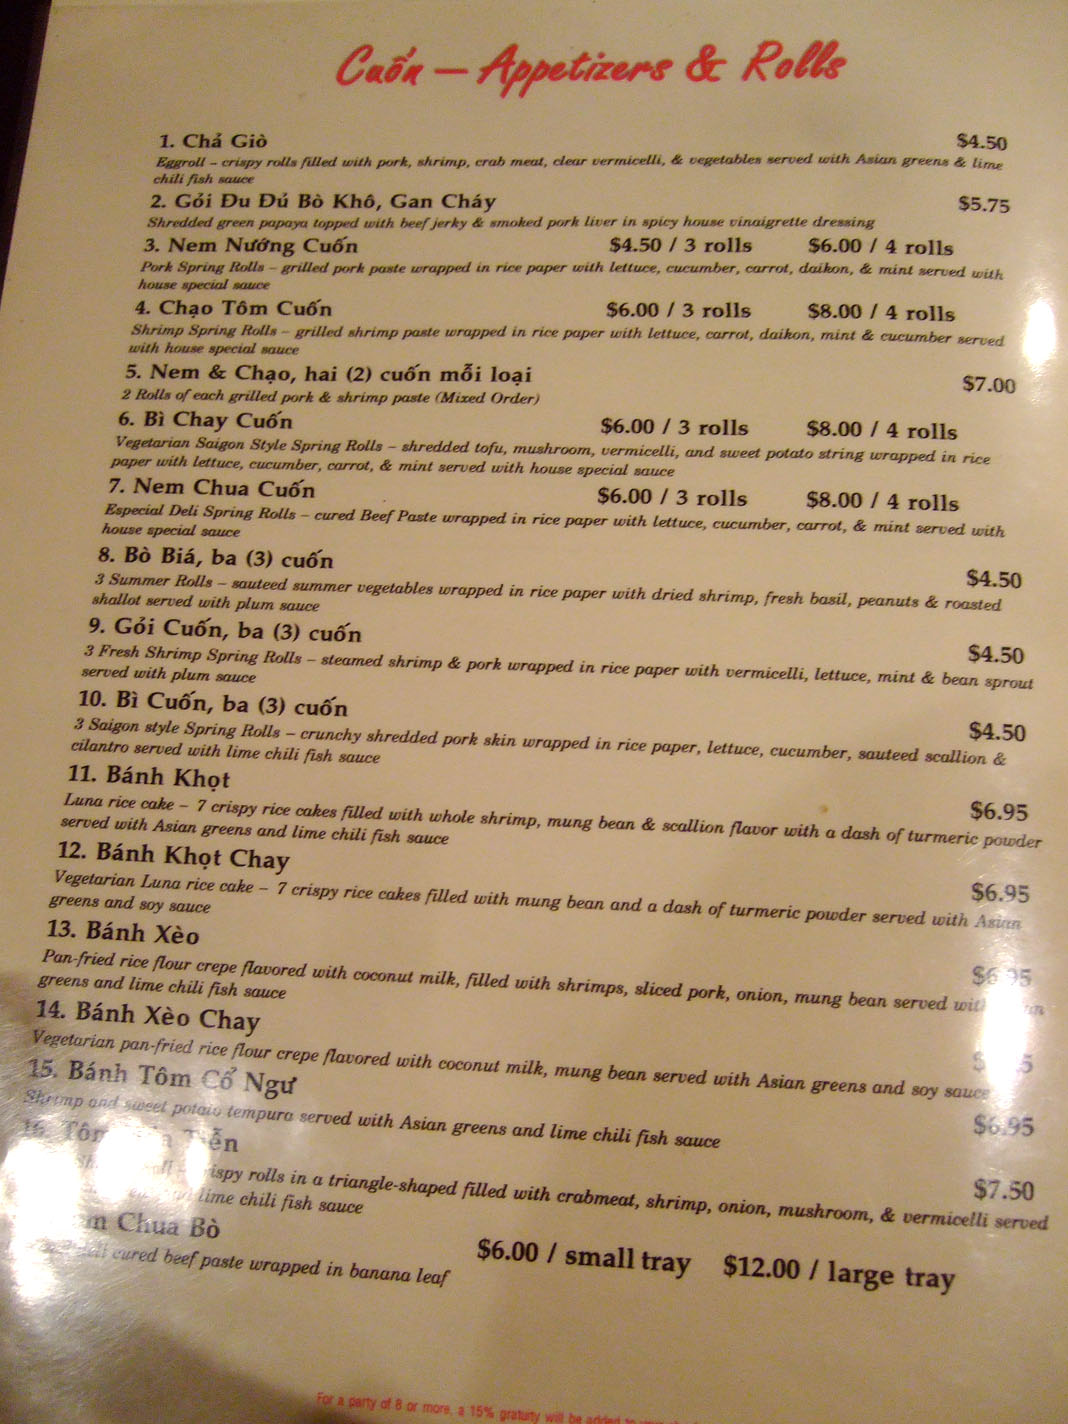 Cuốn – Appetizers & Rolls
1. Chả Giò $4.50
Eggroll – crispy rolls filled with pork, shrimp, crab meat, clear vermicelli, & vegetables served with Asian greens & lime
chili fish sauce
2. Gỏi Đu Đủ Bò Khô, Gan Cháy $5.75
Shredded green papaya topped with beef jerky & smoked pork liver in spicy house vinaigrette dressing
3. Nem Nướng Cuốn $4.50 / 3 rolls $6.00 / 4 rolls
Pork Spring Rolls – grilled pork paste wrapped in rice paper with lettuce, cucumber, carrot, daikon, & mint served with
house special sauce
4. Chạo Tôm Cuốn $6.00 / 3 rolls $8.00 / 4 rolls
Shrimp Spring Rolls – grilled shrimp paste wrapped in rice paper with lettuce, carrot, daikon, mint & cucumber served
with house special sauce
5. Nem & Chạo, hai (2) cuốn mỗi loại $7.00
2 Rolls of each grilled pork & shrimp paste (Mixed Order)
6. Bì Chay Cuốn $6.00 / 3 rolls $8.00 / 4 rolls
Vegetarian Saigon Style Spring Rolls – shredded tofu, mushroom, vermicelli, and sweet potato string wrapped in rice
paper with lettuce, cucumber, carrot, & mint served with house special sauce
7. Nem Chua Cuốn $6.00 / 3 rolls $8.00 / 4 rolls
Especial Deli Spring Rolls – cured Beef Paste wrapped in rice paper with lettuce, cucumber, carrot, & mint served with
house special sauce
8. Bò Biá, ba (3) cuốn $4.50
3 Summer Rolls – sauteed summer vegetables wrapped in rice paper with dried shrimp, fresh basil, peanuts & roasted
shallot served with plum sauce
9. Gỏi Cuốn, ba (3) cuốn $4.50
3 Fresh Shrimp Spring Rolls – steamed shrimp & pork wrapped in rice paper with vermicelli, lettuce, mint & bean sprout
served with plum sauce
10. Bì Cuốn, ba (3) cuốn $4.50
3 Saigon style Spring Rolls – crunchy shredded pork skin wrapped in rice paper, lettuce, cucumber, sauteed scallion &
cilantro served with lime chili fish sauce
11. Bánh Khọt $6.95
Luna rice cake – 7 crispy rice cakes filled with whole shrimp, mung bean & scallion flavor with a dash of turmeric powder
served with Asian greens and lime chili fish sauce
12. Bánh Khọt Chay $6.95
Vegetarian Luna rice cake – 7 crispy rice cakes filled with mung bean and a dash of turmeric powder served with Asian
greens and soy sauce
13. Bánh Xèo $6.95
Pan-fried rice flour crepe flavored with coconut milk, filled with shrimps, sliced pork, onion, mung bean served with
greens and lime chili fish sauce
14. Bánh Xèo Chay
Vegetarian pan-fried rice flour crepe flavored with coconut milk, mung bean served with Asian greens and soy sauce
15. Bánh Tôm Cổ Ngư $6.95
Shrimp and sweet potato tempura served with Asian greens and lime chili fish sauce
16. Tôm $7.50
crispy rolls in a triangle-shaped filled with crabmeat, shrimp, onion, mushroom, & vermicelli served
lime chili fish sauce
Chua Bò $6.00 / small tray $12.00 / large tray
cured beef paste wrapped in banana leaf
For a party of 8 or more, a 15% gratuity will be added to